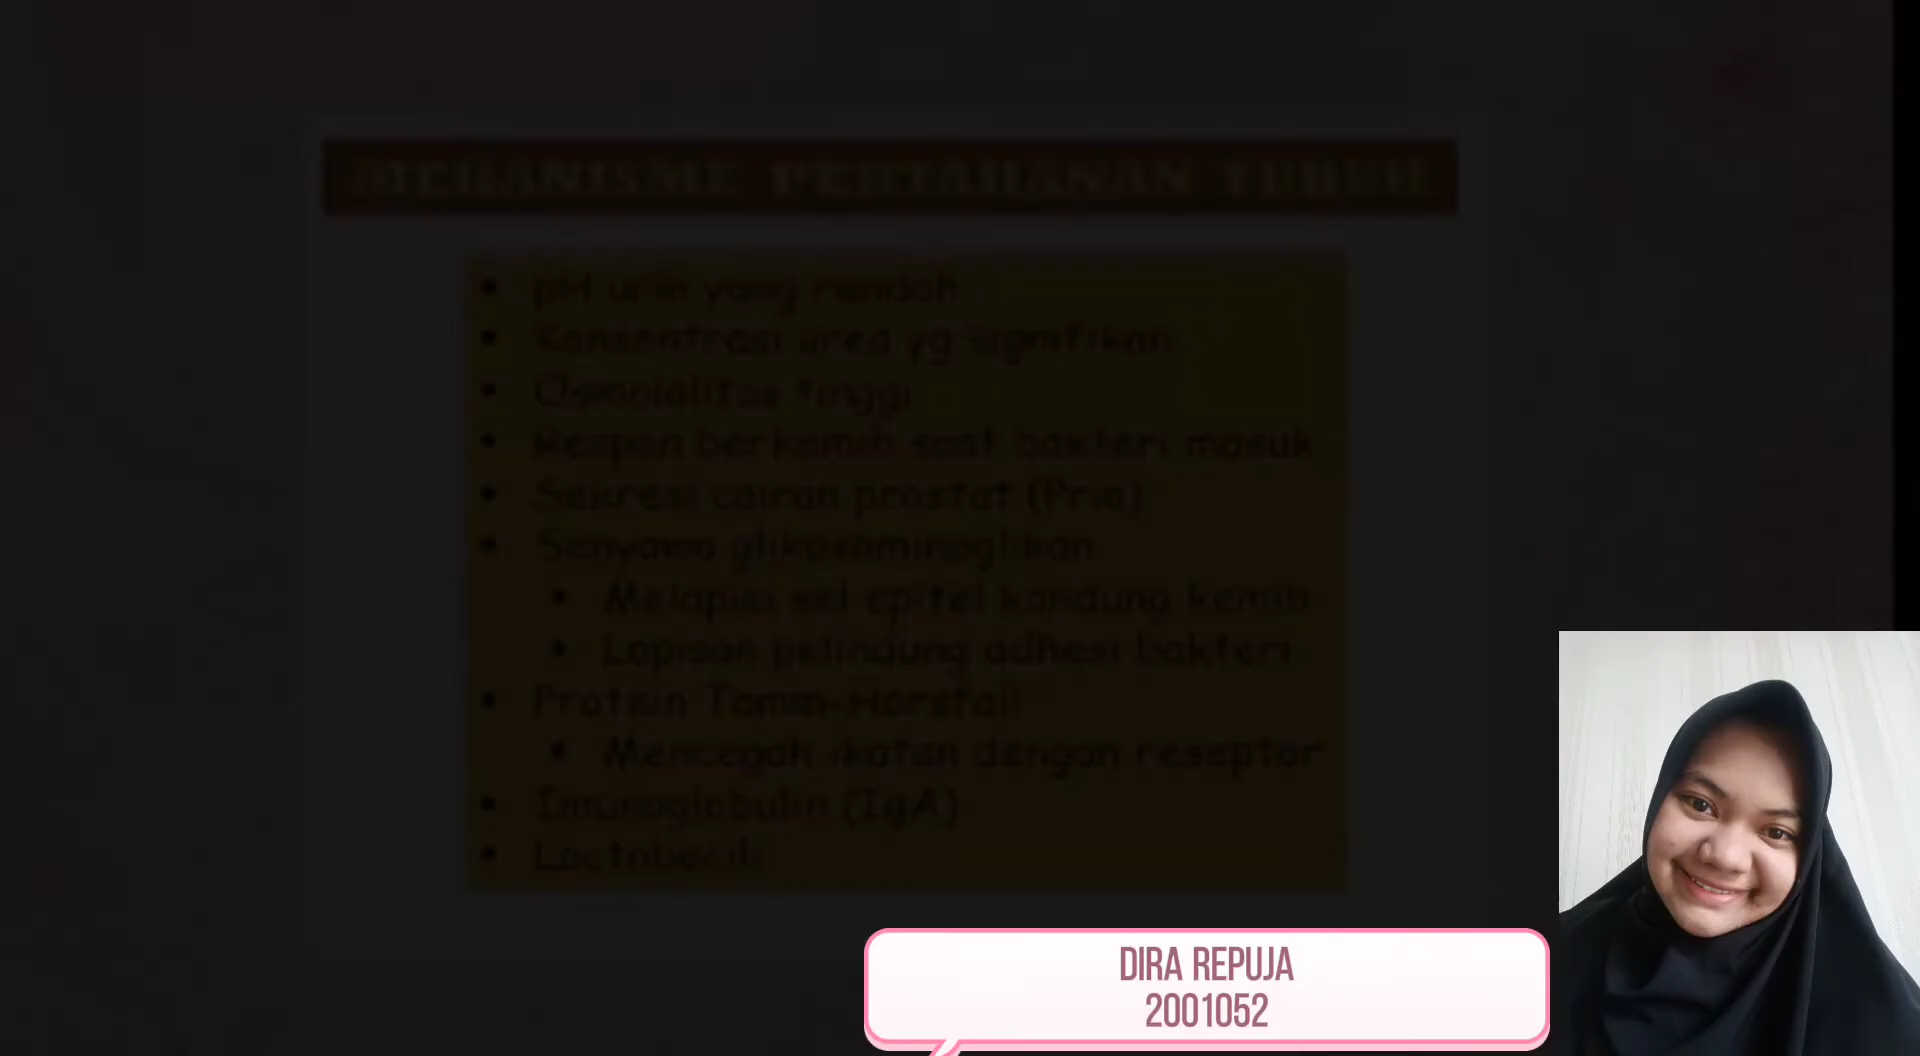 MEKANISME PERTAHANAN TUBUH
• pH urin yang rendah
• Konsentrasi urea yg signifikan
• Osmolalitas tinggi
• Respon berkemih saat bakteri masuk
• Sekresi cairan prostat (Pria)
• Senyawa glikosaminoglikan
• Melapisi sel epitel kandung kemih
• Lapisan pelindung adhesi bakteri
• Protein Tamm-Horsfall
• Mencegah ikatan dengan reseptor
• Imunoglobulin (IgA)
• Lactobacili
DIRA REPUJA
2001052